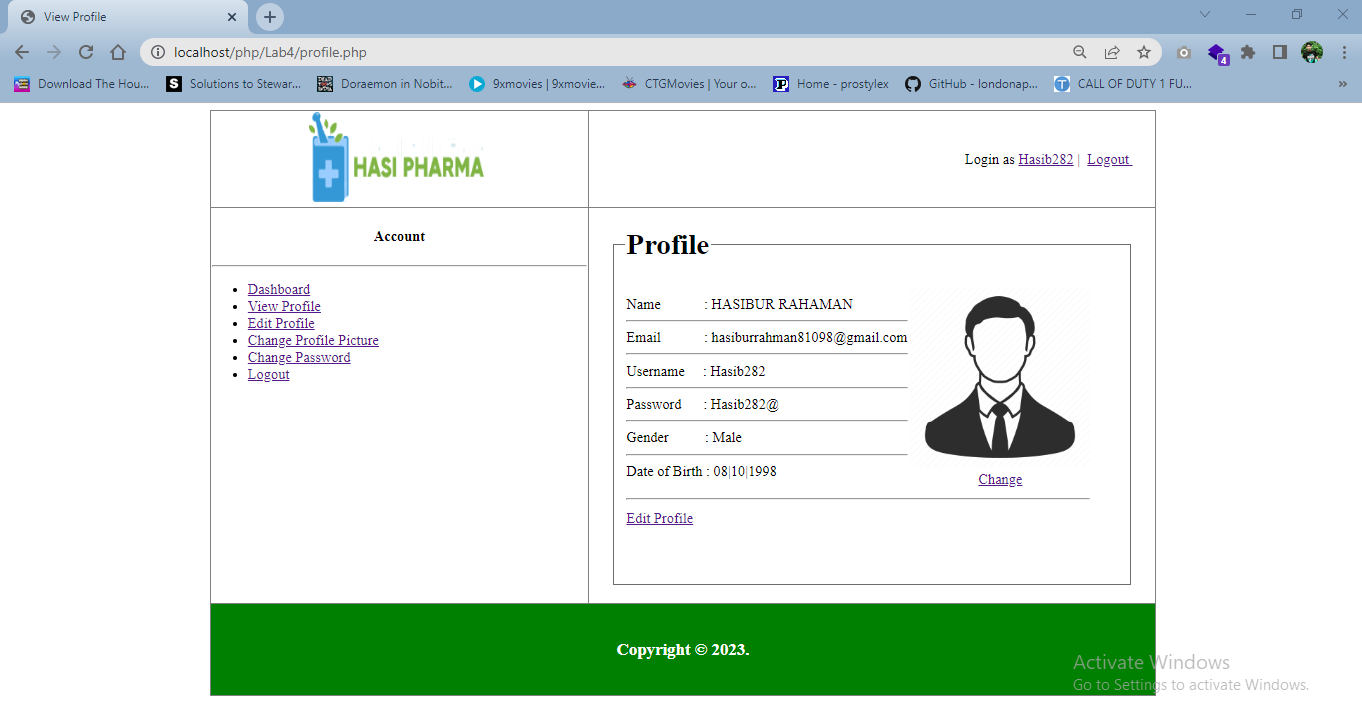 View Profile
localhost/php/Lab4/profile.php
4
Download The Hou...
S
Solutions to Stewar...
Doraemon in Nobit...
9xmovies | 9xmovie...
CTGMovies | Your o...
P
Home - prostylex
GitHub - londonap...
T
CALL OF DUTY 1 FU...
»
HASI PHARMA
Login as Hasib282 | Logout
Account
• Dashboard
• View Profile
• Edit Profile
• Change Profile Picture
• Change Password
• Logout
Profile
Name : HASIBUR RAHAMAN
Email : hasiburrahman81098@gmail.com
Username : Hasib282
Password : Hasib282@
Gender : Male
Date of Birth : 08|10|1998
Change
Edit Profile
Copyright © 2023.
Activate Windows
Go to Settings to activate Windows.